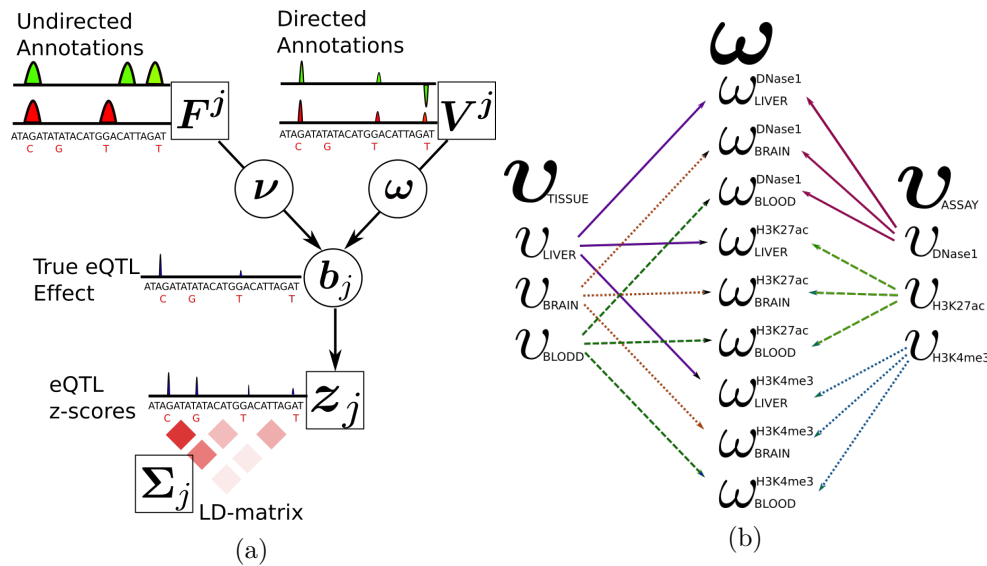 Undirected
Annotations
Directed
Annotations
F^j
V^j
ATAGATATATACATGGACATTAGAT
C G T T
ATAGATATATACATGGACATTAGAT
C G T T
ν
ω
True eQTL
Effect
ATAGATATATACATGGACATTAGAT
C G T T
b_j
eQTL
z-scores
ATAGATATATACATGGACATTAGAT
C G T T
z_j
Σ_j
LD-matrix
(a)
ω
υ TISSUE
υ LIVER
υ BRAIN
υ BLODD
ω DNase1 LIVER
ω DNase1 BRAIN
ω DNase1 BLOOD
ω H3K27ac LIVER
ω H3K27ac BRAIN
ω H3K27ac BLOOD
ω H3K4me3 LIVER
ω H3K4me3 BRAIN
ω H3K4me3 BLOOD
υ ASSAY
υ DNase1
υ H3K27ac
υ H3K4me3
(b)